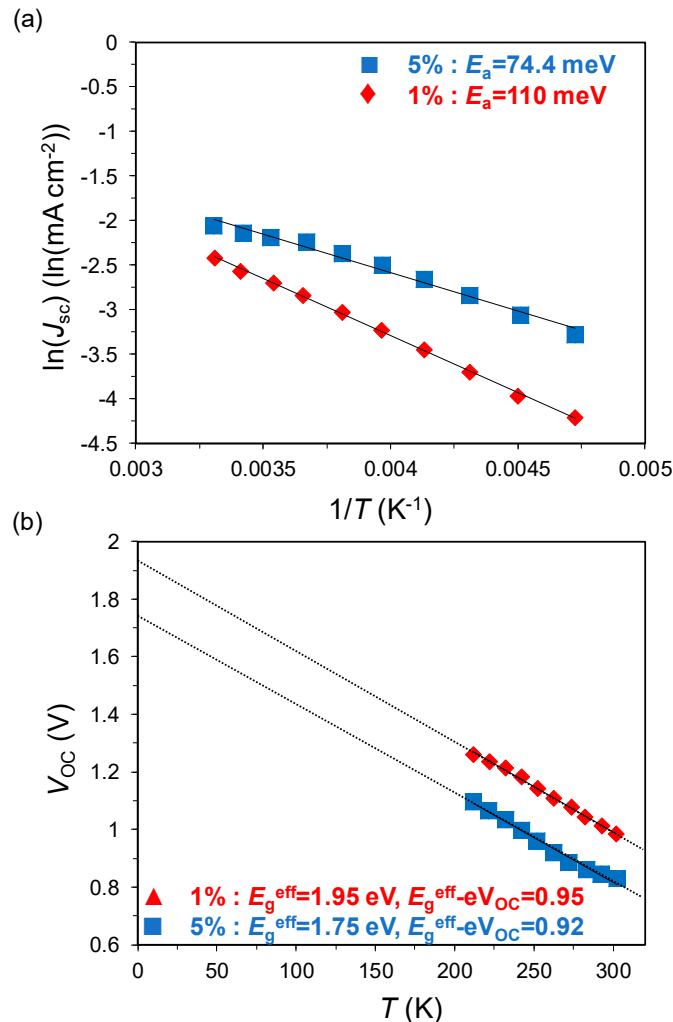 (a)
0
-0.5
-1
-1.5
-2
-2.5
-3
-3.5
-4
-4.5
ln(Jsc) (ln(mA cm-2))
5% : Ea=74.4 meV
1% : Ea=110 meV
0.003 0.0035 0.004 0.0045 0.005
1/T (K-1)
(b)
2
1.8
1.6
1.4
1.2
1
0.8
0.6
VOC (V)
1% : Egeff=1.95 eV, Egeff-eVOC=0.95
5% : Egeff=1.75 eV, Egeff-eVOC=0.92
0 50 100 150 200 250 300
T (K)